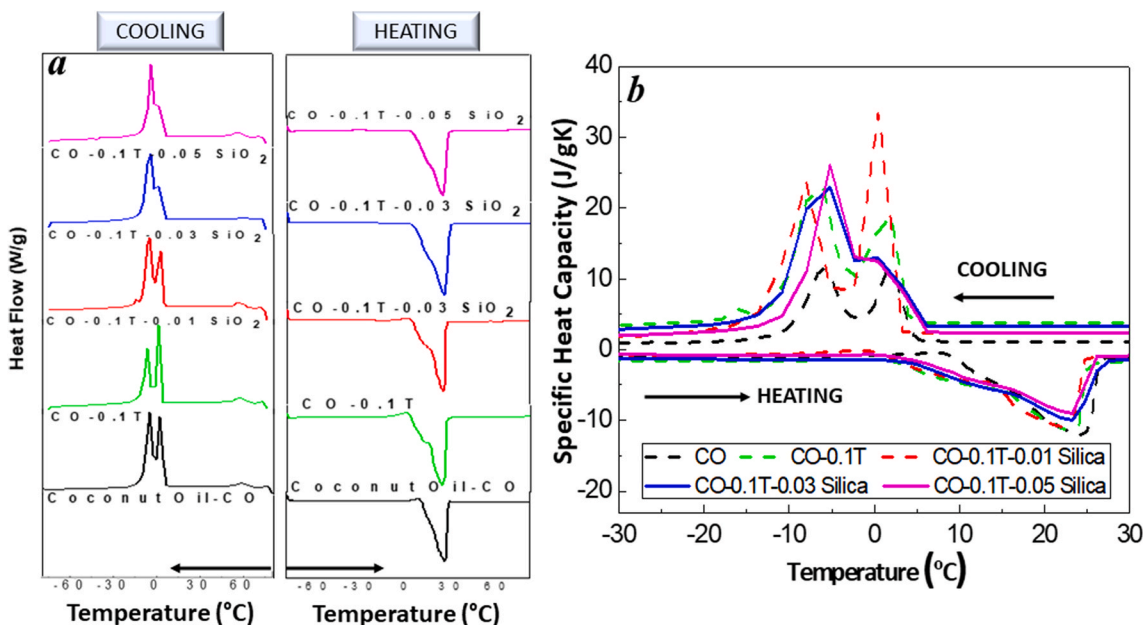 COOLING
HEATING
a
CO-0.1T-0.05 SiO2
CO-0.1T-0.03 SiO2
CO-0.1T-0.01 SiO2
CO-0.1T
Coconut Oil-CO
CO-0.1T-0.05 SiO2
CO-0.1T-0.03 SiO2
CO-0.1T-0.03 SiO2
CO-0.1T
Coconut Oil-CO
Heat Flow (W/g)
-60 -30 0 30 60
-60 -30 0 30 60
Temperature (°C)
Temperature (°C)
b
40
30
20
10
0
-10
-20
Specific Heat Capacity (J/gK)
COOLING
HEATING
CO CO-0.1T CO-0.1T-0.01 Silica
CO-0.1T-0.03 Silica CO-0.1T-0.05 Silica
-30 -20 -10 0 10 20 30
Temperature (°C)